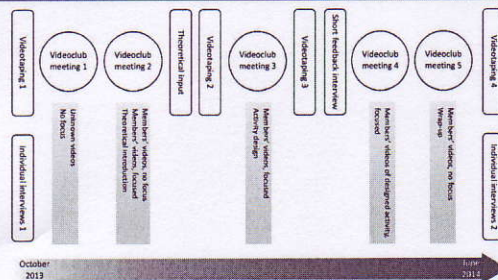 Videotaping 1
Individual interviews 1
Videoclub
meeting 1
Unknown videos
No focus
Videoclub
meeting 2
Members' videos, no focus
Members' videos, focused
Theoretical introduction
Theoretical input
Videotaping 2
Videoclub
meeting 3
Members' videos, focused
Activity design
Videotaping 3
Short feedback interview
Videoclub
meeting 4
Members' videos of designed activity,
focused
Videoclub
meeting 5
Members' videos, no focus
Wrap-up
Videotaping 4
Individual interviews 2
October
2013
June
2014